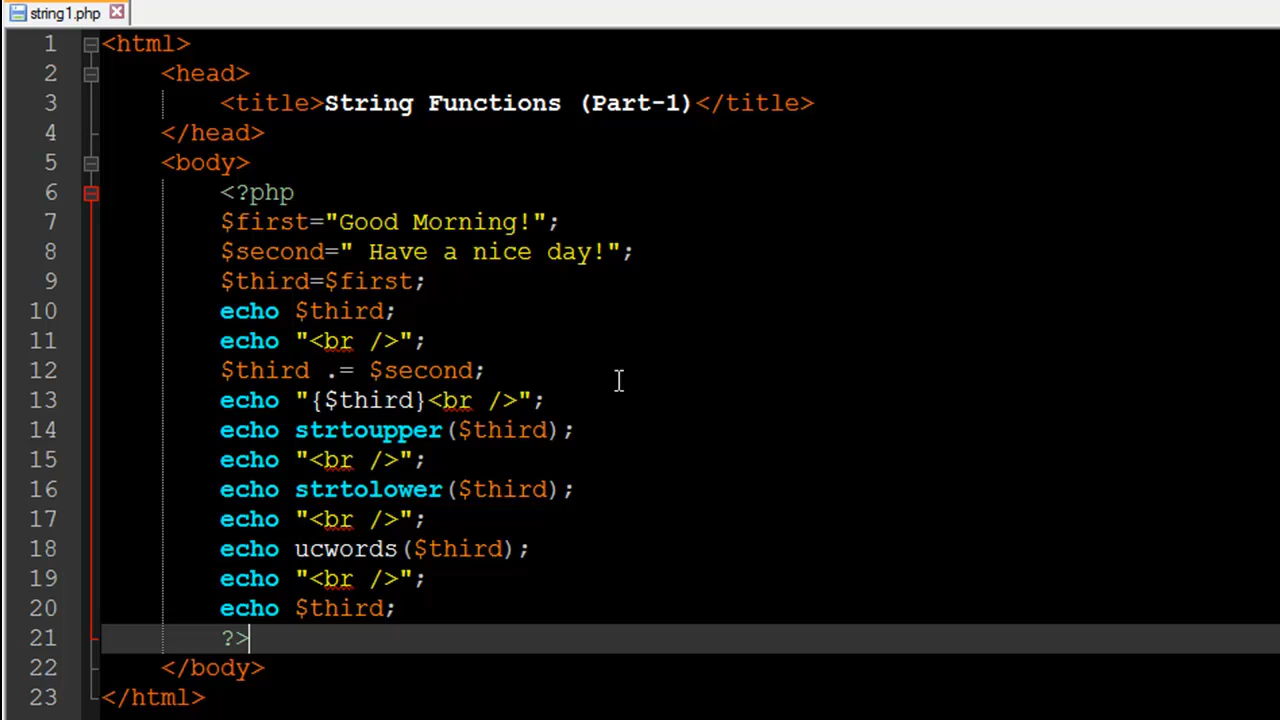 string1.php
1 <html>
2 <head>
3 <title>String Functions (Part-1)</title>
4 </head>
5 <body>
6 <?php
7 $first="Good Morning!";
8 $second=" Have a nice day!";
9 $third=$first;
10 echo $third;
11 echo "<br />";
12 $third .= $second;
13 echo "{$third}<br />";
14 echo strtoupper($third);
15 echo "<br />";
16 echo strtolower($third);
17 echo "<br />";
18 echo ucwords($third);
19 echo "<br />";
20 echo $third;
21 ?>
22 </body>
23 </html>